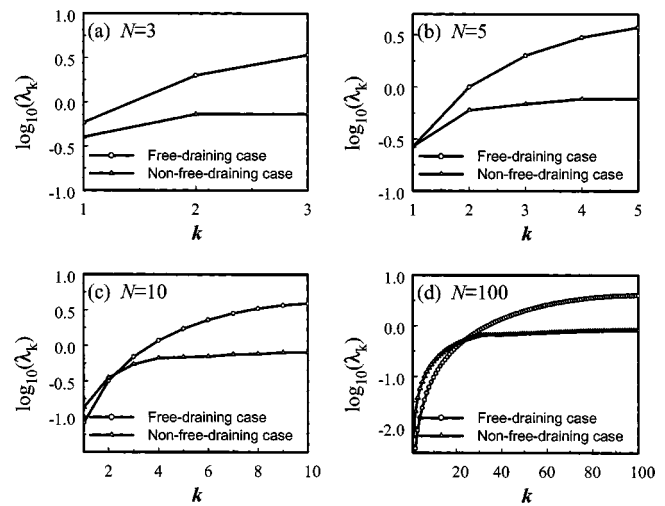 (a) N=3
1.0
0.5
0.0
-0.5
-1.0
log10(λk)
Free-draining case
Non-free-draining case
1 2 3
k
(b) N=5
1.0
0.5
0.0
-0.5
-1.0
log10(λk)
Free-draining case
Non-free-draining case
1 2 3 4 5
k
(c) N=10
1.0
0.5
0.0
-0.5
-1.0
log10(λk)
Free-draining case
Non-free-draining case
2 4 6 8 10
k
(d) N=100
1.0
0.0
-1.0
-2.0
log10(λk)
Free-draining case
Non-free-draining case
20 40 60 80 100
k